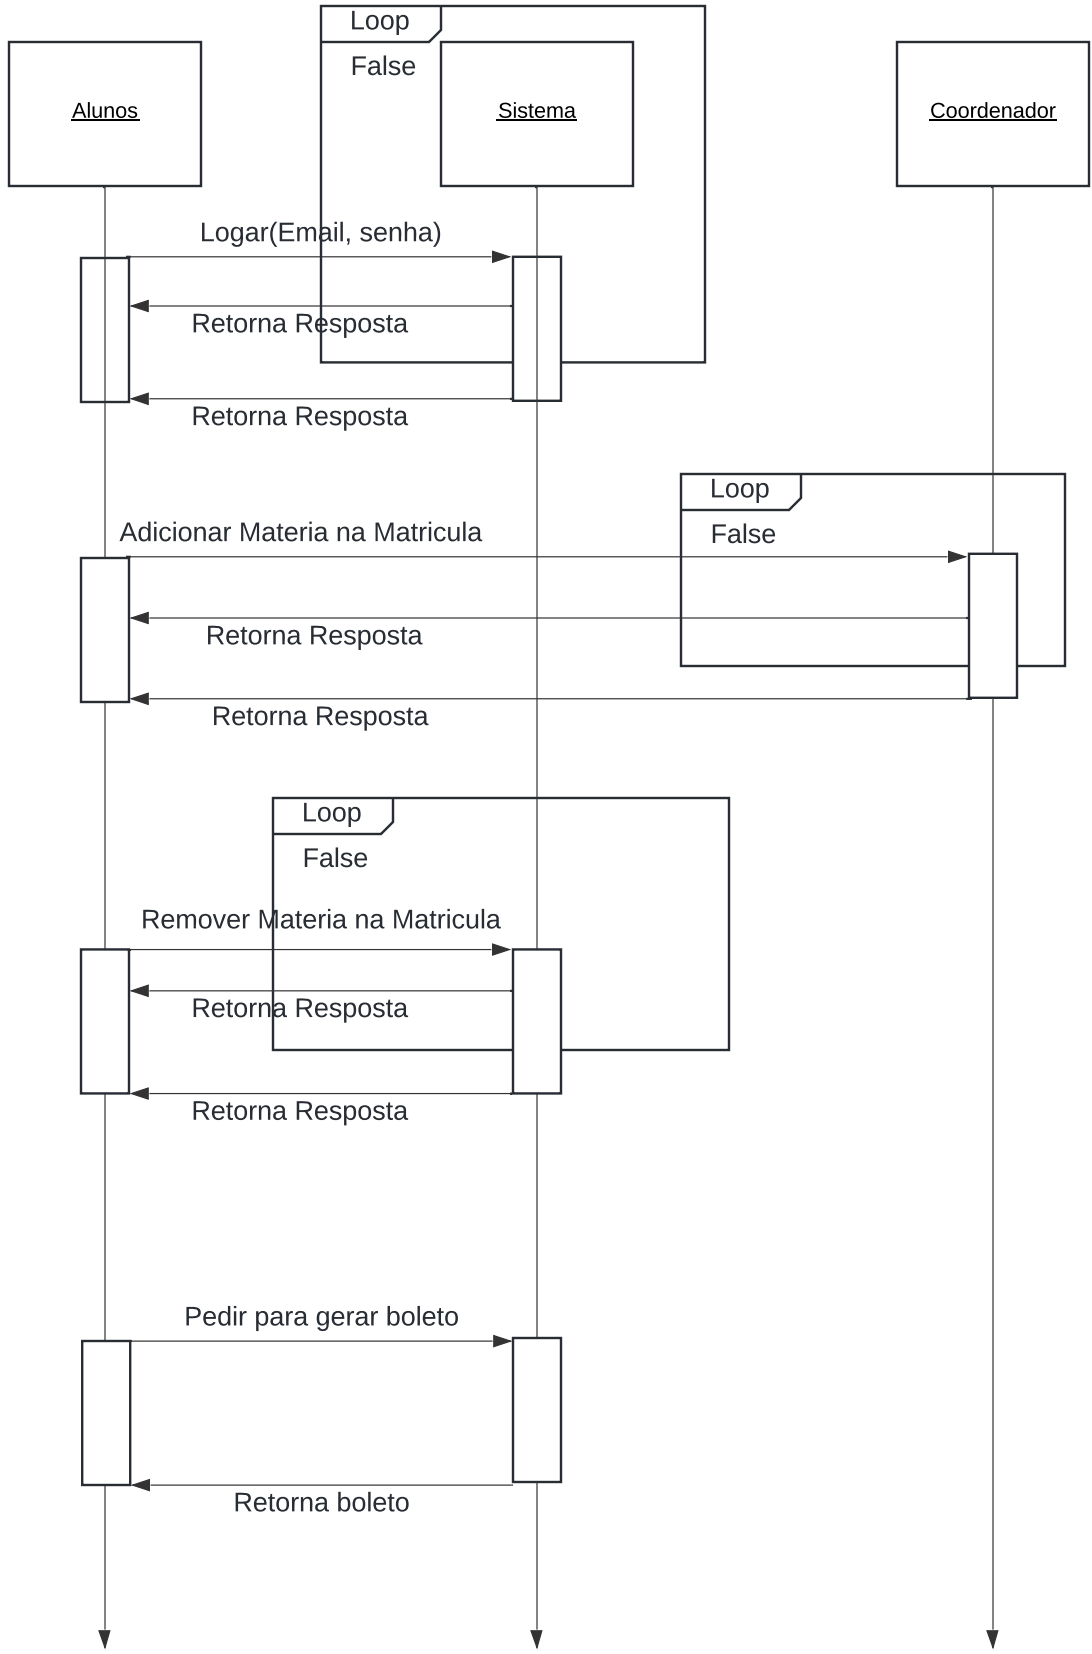 Loop
False
Alunos
Sistema
Coordenador
Logar(Email, senha)
Retorna Resposta
Retorna Resposta
Loop
False
Adicionar Materia na Matricula
Retorna Resposta
Retorna Resposta
Loop
False
Remover Materia na Matricula
Retorna Resposta
Retorna Resposta
Pedir para gerar boleto
Retorna boleto